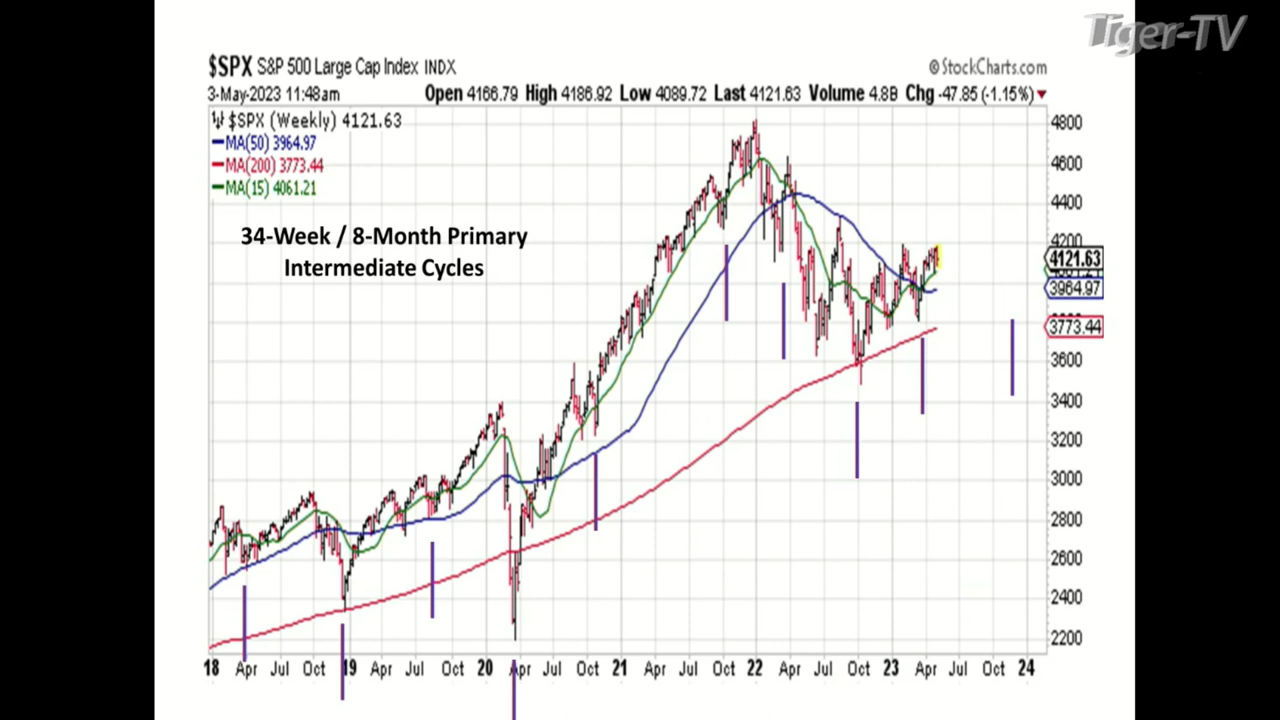 Tiger-TV
$SPX S&P 500 Large Cap Index INDX
© StockCharts.com
3-May-2023 11:48am
Open 4166.79 High 4186.92 Low 4089.72 Last 4121.63 Volume 4.8B Chg -47.85 (-1.15%)
$SPX (Weekly) 4121.63
MA(50) 3964.97
MA(200) 3773.44
MA(15) 4061.21
34-Week / 8-Month Primary
Intermediate Cycles
4800
4600
4400
4200
4121.63
3964.97
3773.44
3600
3400
3200
3000
2800
2600
2400
2200
18 Apr Jul Oct 19 Apr Jul Oct 20 Apr Jul Oct 21 Apr Jul Oct 22 Apr Jul Oct 23 Apr Jul Oct 24